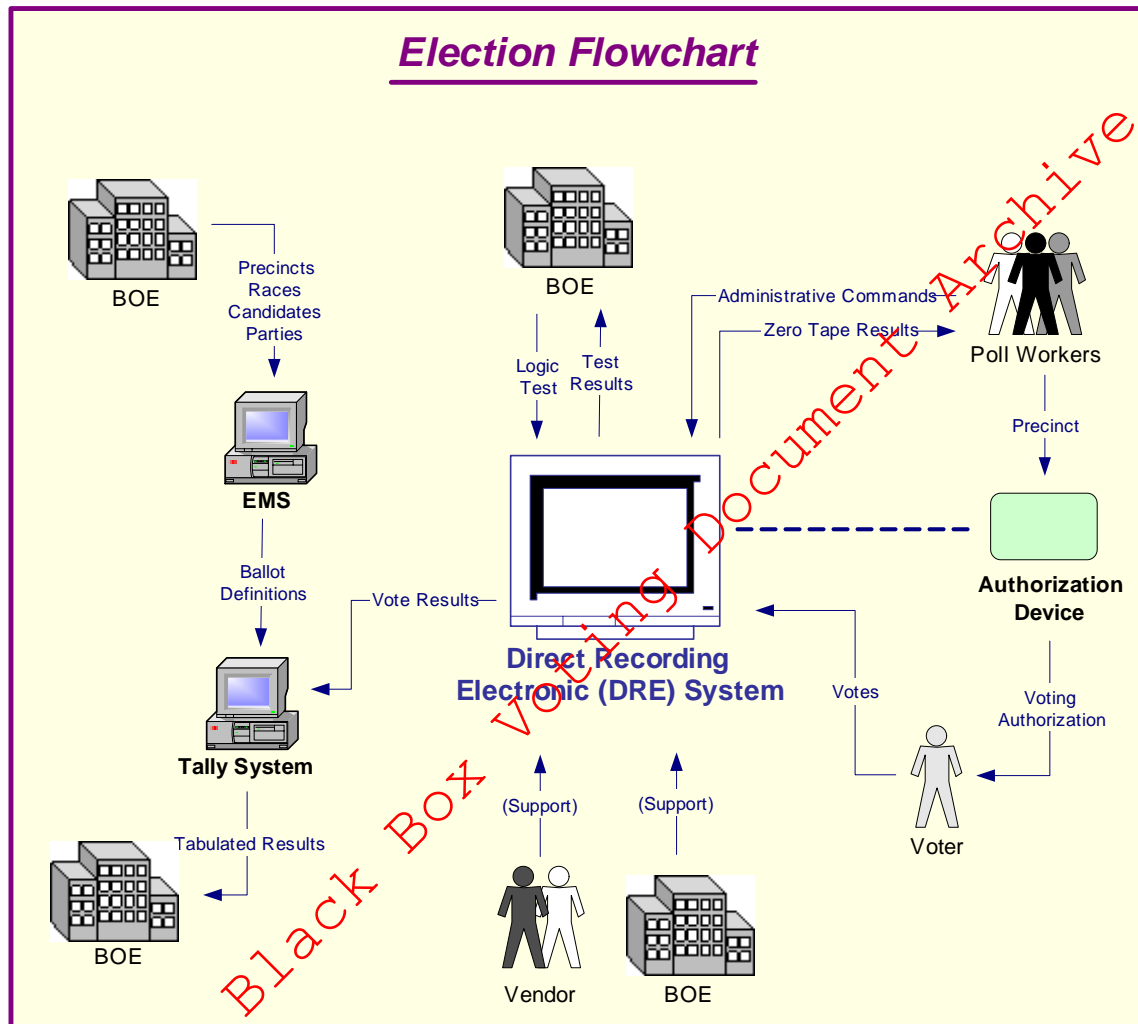 Election Flowchart
BOE
Precincts
Races
Candidates
Parties
EMS
Ballot
Definitions
Tally System
Tabulated Results
BOE
BOE
Logic
Test
Test
Results
Administrative Commands
Zero Tape Results
Poll Workers
Precinct
Authorization
Device
Voting
Authorization
Voter
Votes
Vote Results
Direct Recording
Electronic (DRE) System
(Support)
(Support)
Vendor
BOE
Black Box Voting Document Archive